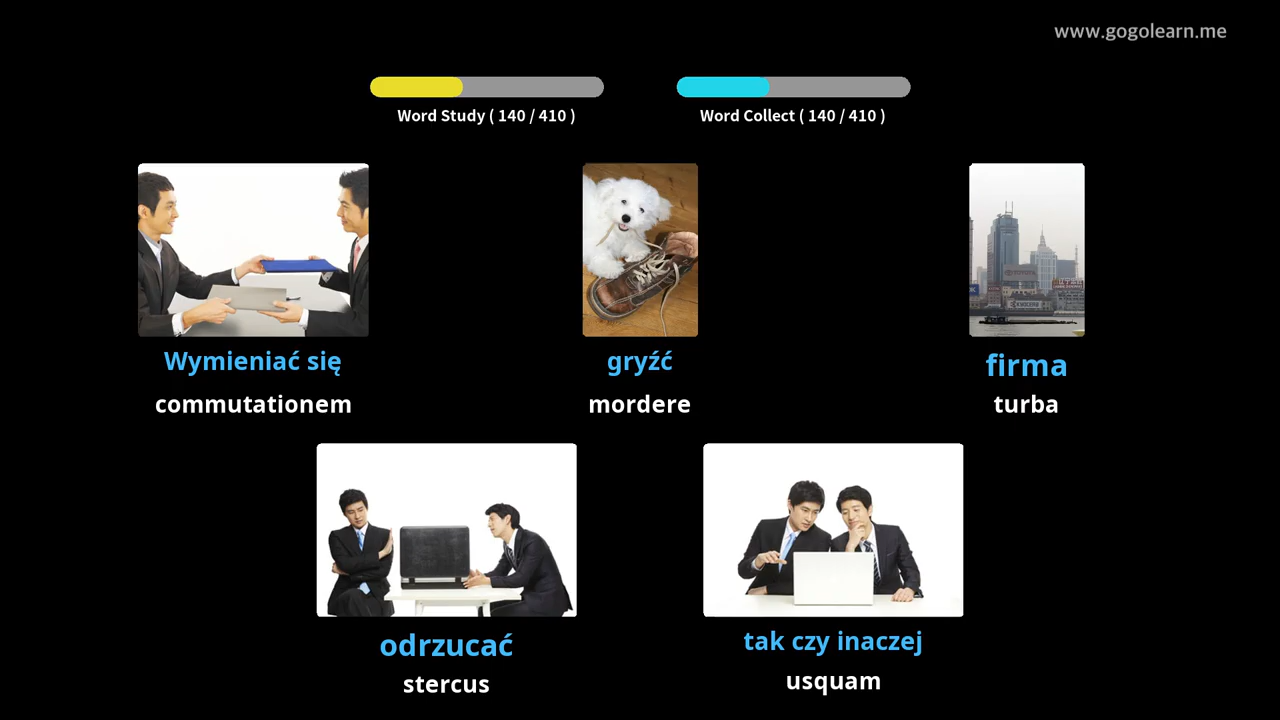 www.gogolearn.me
Word Study ( 140 / 410 )
Word Collect ( 140 / 410 )
Wymieniać się
commutationem
gryźć
mordere
TOYOTA
firma
turba
odrzucać
stercus
tak czy inaczej
usquam